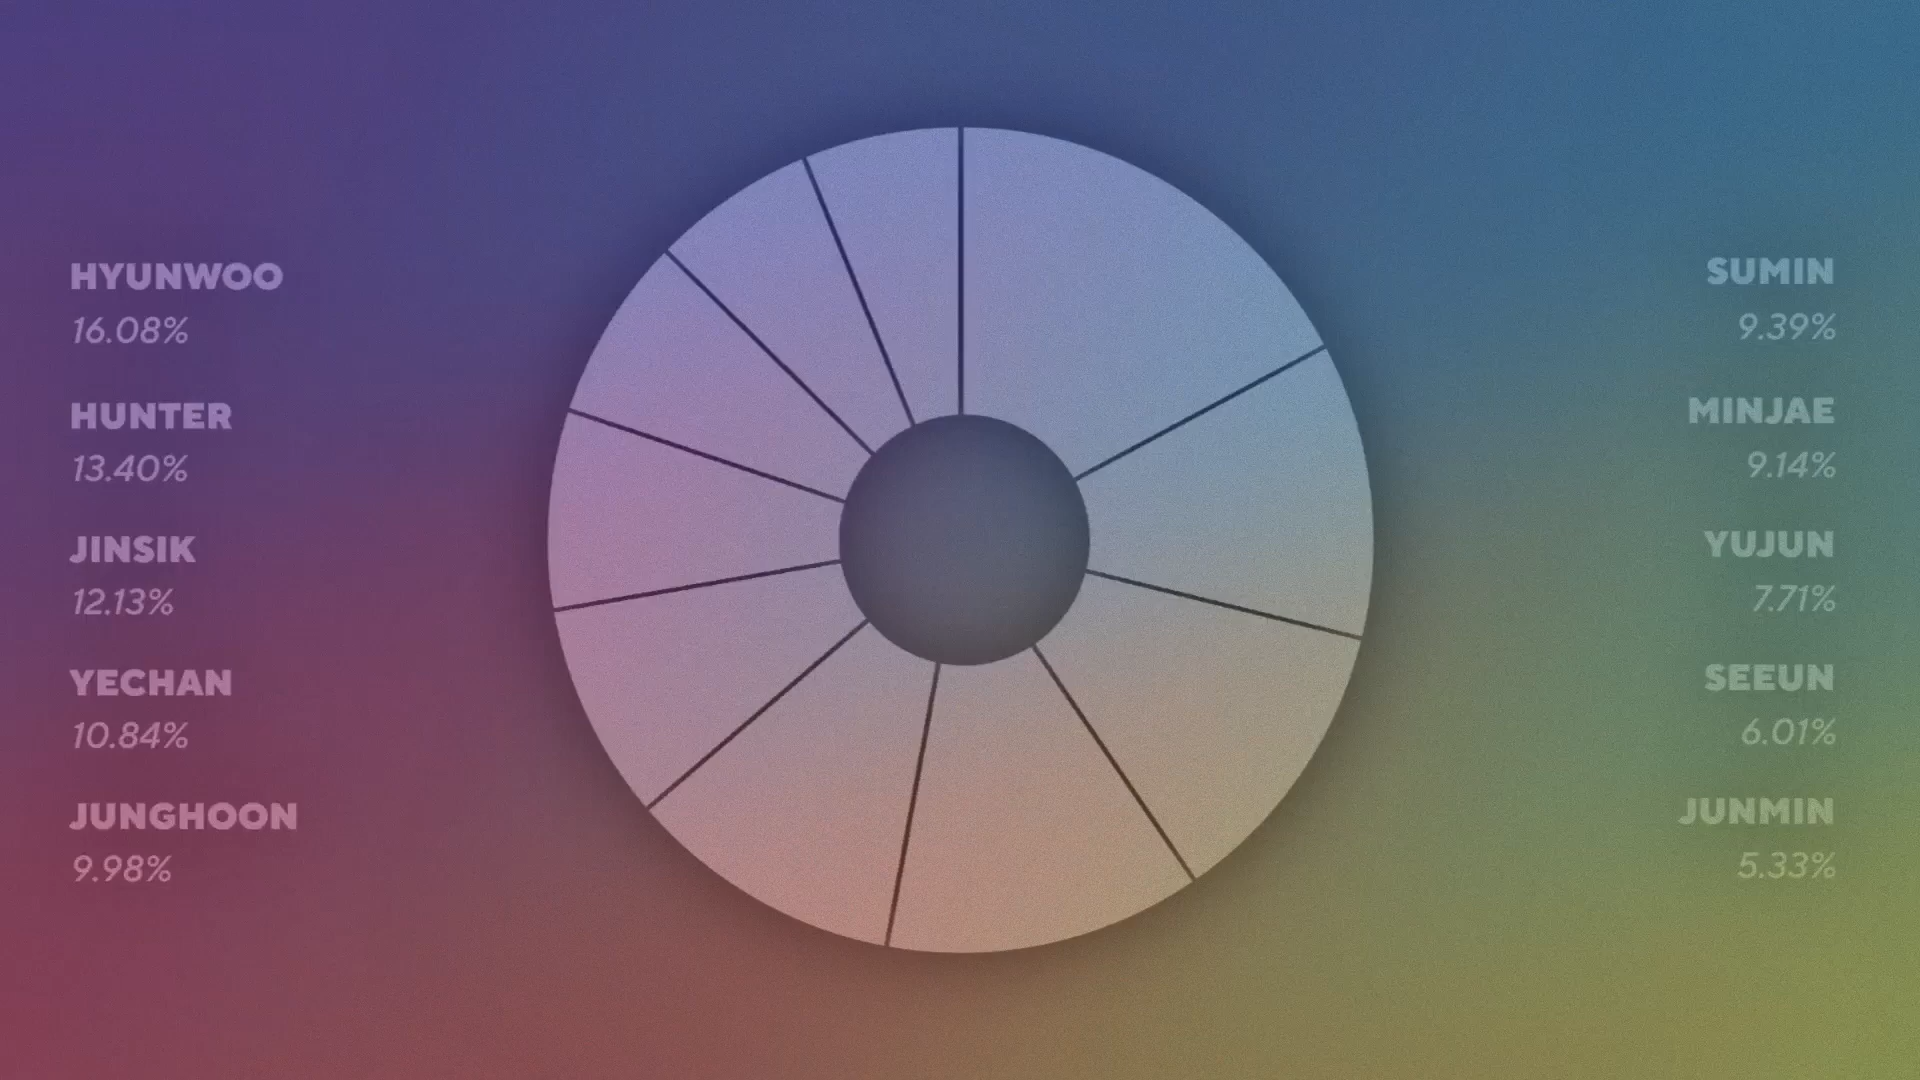 HYUNWOO
16.08%
HUNTER
13.40%
JINSIK
12.13%
YECHAN
10.84%
JUNGHOON
9.98%
SUMIN
9.39%
MINJAE
9.14%
YUJUN
7.71%
SEEUN
6.01%
JUNMIN
5.33%